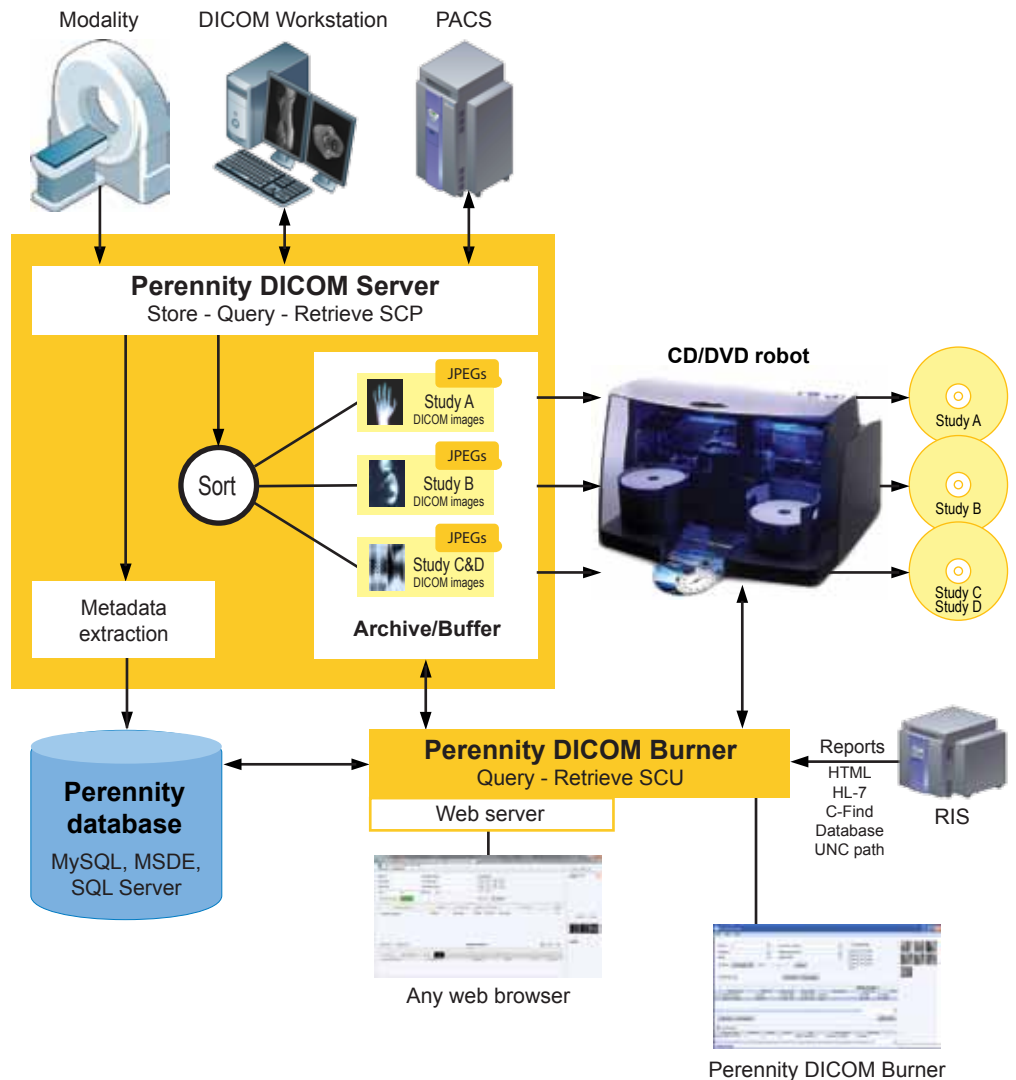 Modality
DICOM Workstation
PACS
Perennity DICOM Server
Store - Query - Retrieve SCP
CD/DVD robot
JPEGs
Study A
DICOM images
Study A
Sort
JPEGs
Study B
DICOM images
Study B
JPEGs
Study C&D
DICOM images
Study C
Study D
Metadata
extraction
Archive/Buffer
Perennity DICOM Burner
Query - Retrieve SCU
Reports
HTML
HL-7
C-Find
Database
UNC path
RIS
Perennity
database
MySQL, MSDE,
SQL Server
Web server
Any web browser
Perennity DICOM Burner